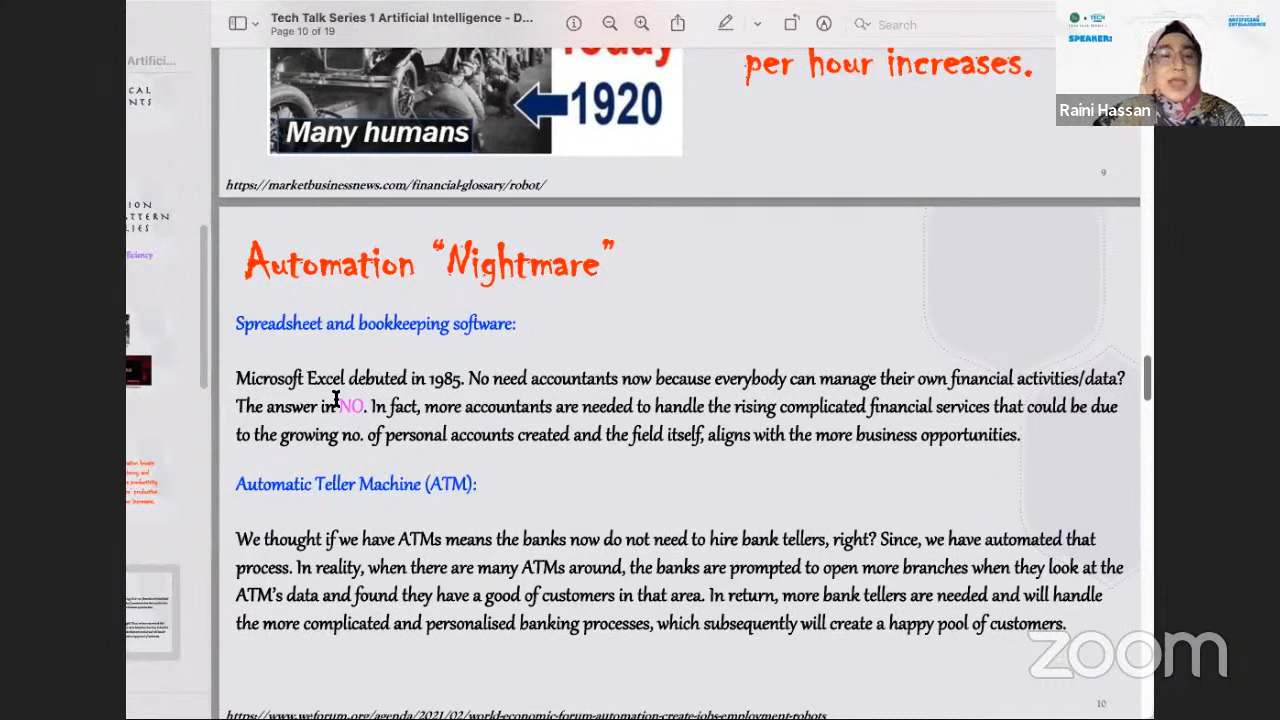 Tech Talk Series 1 Artificial Intelligence - D...
Page 10 of 19
Search
SPEAKER:
Raini Hassan
Artifici...
Today
1920
Many humans
per hour increases.
https://marketbusinessnews.com/financial-glossary/robot/
9
Automation "Nightmare"
Spreadsheet and bookkeeping software:
Microsoft Excel debuted in 1985. No need accountants now because everybody can manage their own financial activities/data?
The answer in NO. In fact, more accountants are needed to handle the rising complicated financial services that could be due
to the growing no. of personal accounts created and the field itself, aligns with the more business opportunities.
Automatic Teller Machine (ATM):
We thought if we have ATMs means the banks now do not need to hire bank tellers, right? Since, we have automated that
process. In reality, when there are many ATMs around, the banks are prompted to open more branches when they look at the
ATM's data and found they have a good of customers in that area. In return, more bank tellers are needed and will handle
the more complicated and personalised banking processes, which subsequently will create a happy pool of customers.
zoom
10
https://www.weforum.org/agenda/2021/02/world-economic-forum-automation-create-jobs-employment-robots